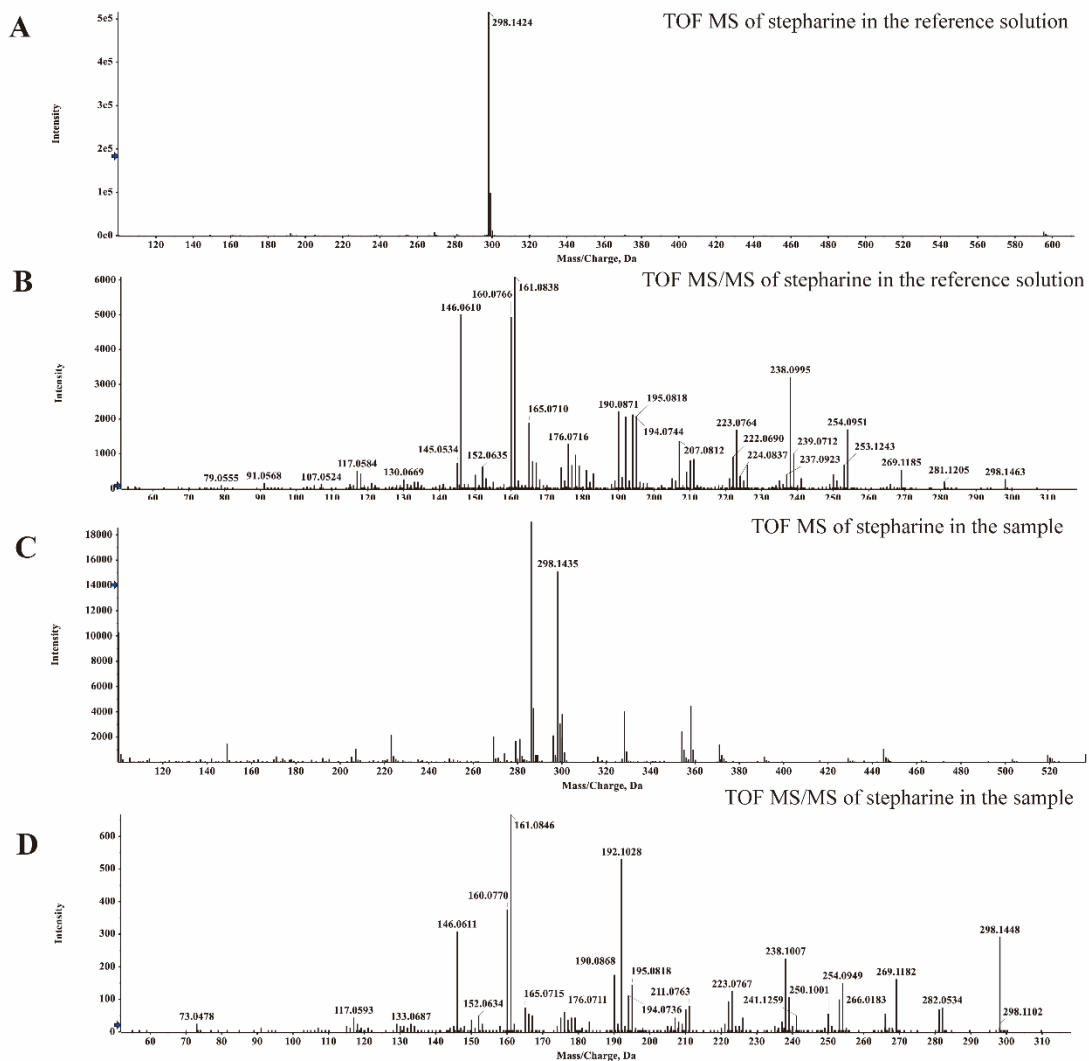 A
TOF MS of stepharine in the reference solution
298.1424
5e5
4e5
3e5
2e5
1e5
0e0
Intensity
120 140 160 180 200 220 240 260 280 300 320 340 360 380 400 420 440 460 480 500 520 540 560 580 600
Mass/Charge, Da
B
TOF MS/MS of stepharine in the reference solution
6000
5000
4000
3000
2000
1000
0
Intensity
160.0766
161.0838
146.0610
238.0995
190.0871
195.0818
165.0710
194.0744
223.0764
254.0951
176.0716
207.0812
222.0690
239.0712
145.0534
152.0635
224.0837
253.1243
117.0584
237.0923
269.1185
79.0555
91.0568
107.0524
130.0669
281.1205
298.1463
60 70 80 90 100 110 120 130 140 150 160 170 180 190 200 210 220 230 240 250 260 270 280 290 300 310
Mass/Charge, Da
C
TOF MS of stepharine in the sample
18000
16000
14000
12000
10000
8000
6000
4000
2000
Intensity
298.1435
120 140 160 180 200 220 240 260 280 300 320 340 360 380 400 420 440 460 480 500 520
Mass/Charge, Da
TOF MS/MS of stepharine in the sample
D
600
500
400
300
200
100
0
Intensity
161.0846
192.1028
160.0770
146.0611
298.1448
238.1007
190.0868
195.0818
211.0763
223.0767
254.0949
269.1182
250.1001
165.0715
176.0711
241.1259
266.0183
282.0534
117.0593
152.0634
194.0736
73.0478
133.0687
298.1102
60 70 80 90 100 110 120 130 140 150 160 170 180 190 200 210 220 230 240 250 260 270 280 290 300 310
Mass/Charge, Da